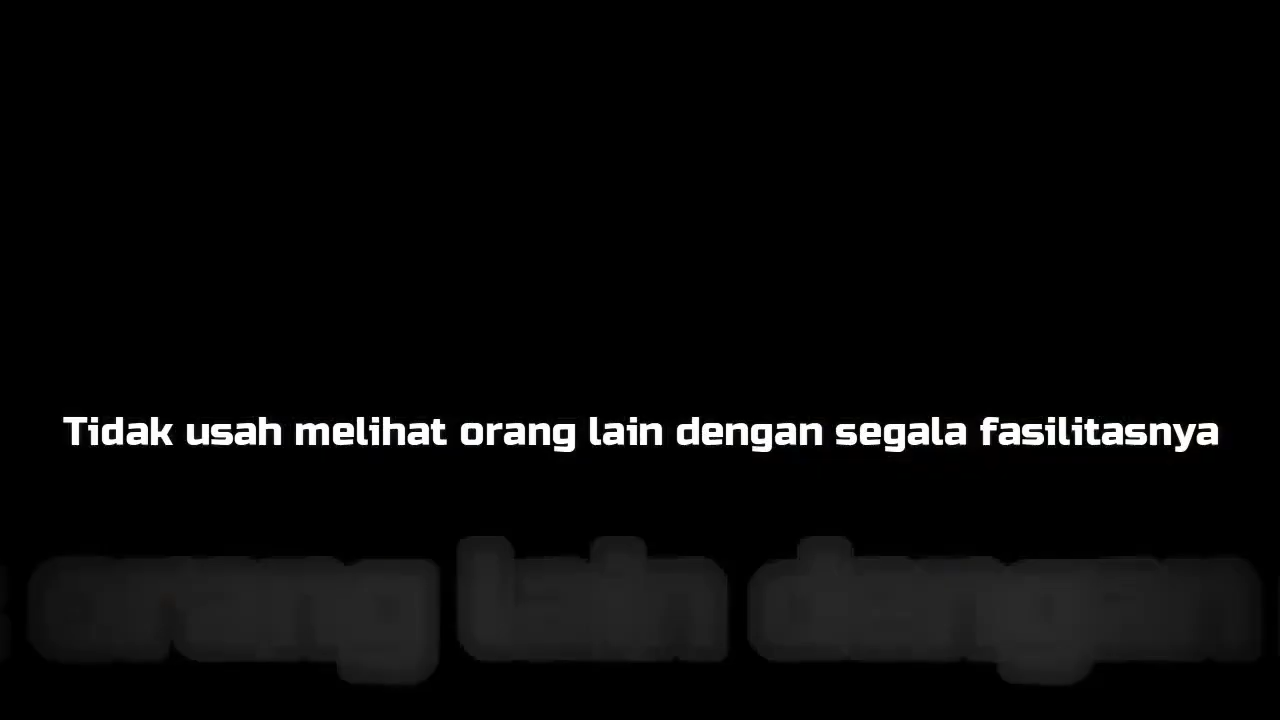 Tidak usah melihat orang lain dengan segala fasilitasnya
orang lain dengan